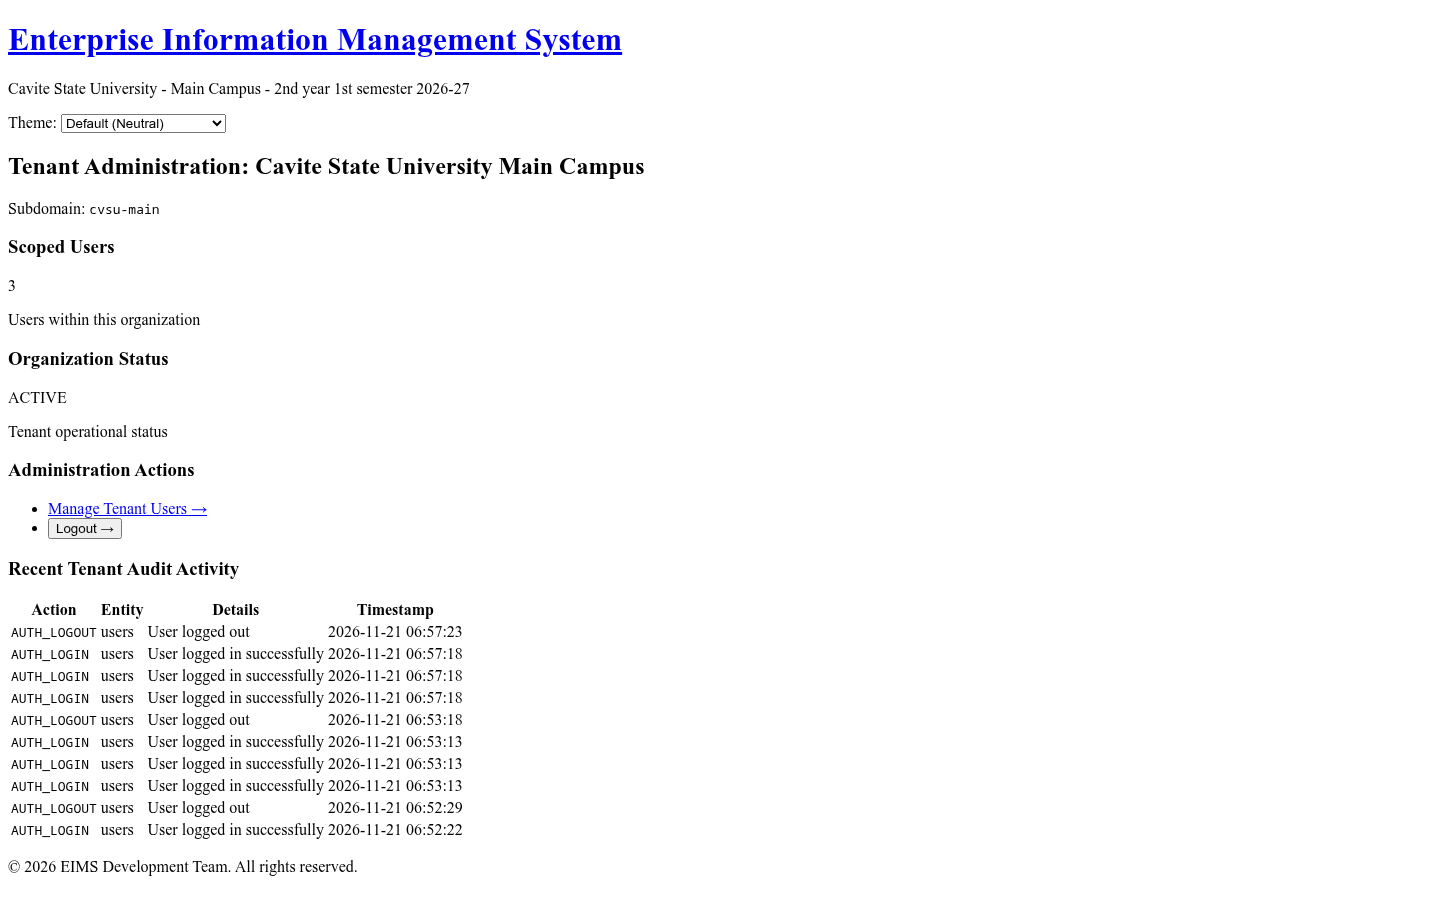 Enterprise Information Management System
Cavite State University - Main Campus - 2nd year 1st semester 2026-27
Theme: Default (Neutral)
Tenant Administration: Cavite State University Main Campus
Subdomain: cvsu-main
Scoped Users
3
Users within this organization
Organization Status
ACTIVE
Tenant operational status
Administration Actions
Manage Tenant Users →
Logout →
Recent Tenant Audit Activity
Action Entity Details Timestamp
AUTH_LOGOUT users User logged out 2026-11-21 06:57:23
AUTH_LOGIN users User logged in successfully 2026-11-21 06:57:18
AUTH_LOGIN users User logged in successfully 2026-11-21 06:57:18
AUTH_LOGIN users User logged in successfully 2026-11-21 06:57:18
AUTH_LOGOUT users User logged out 2026-11-21 06:53:18
AUTH_LOGIN users User logged in successfully 2026-11-21 06:53:13
AUTH_LOGIN users User logged in successfully 2026-11-21 06:53:13
AUTH_LOGIN users User logged in successfully 2026-11-21 06:53:13
AUTH_LOGOUT users User logged out 2026-11-21 06:52:29
AUTH_LOGIN users User logged in successfully 2026-11-21 06:52:22
© 2026 EIMS Development Team. All rights reserved.